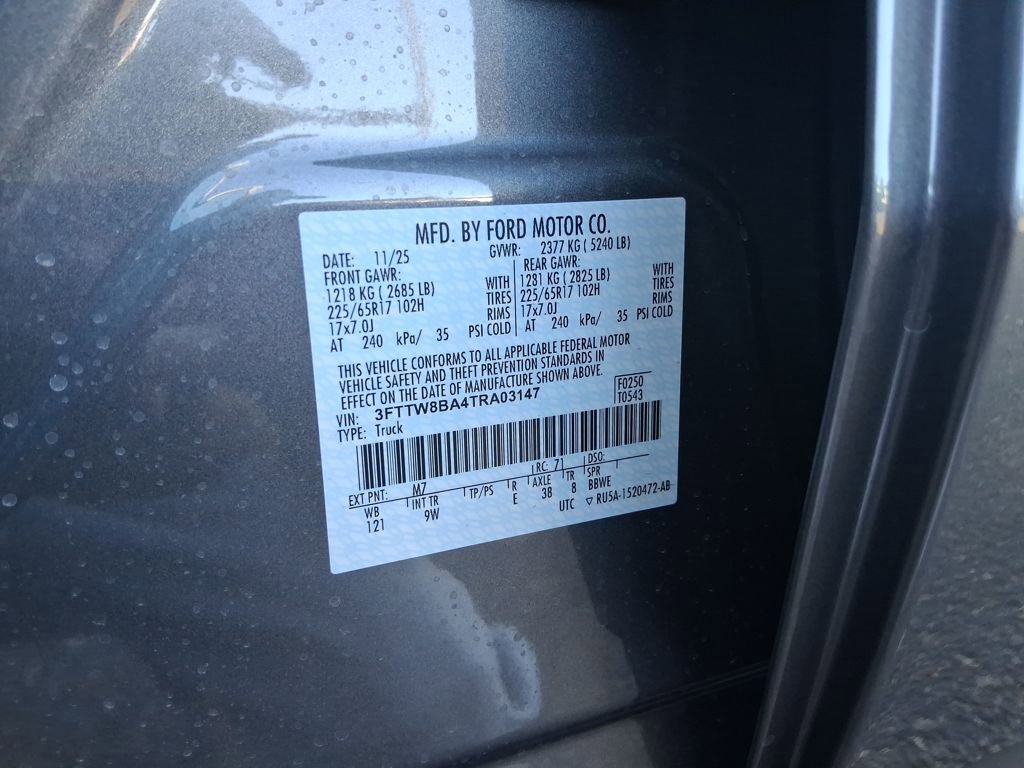 MFD. BY FORD MOTOR CO.
DATE: 11/25 GVWR: 2377 KG ( 5240 LB)
FRONT GAWR: REAR GAWR:
1218 KG ( 2685 LB) WITH 1281 KG ( 2825 LB) WITH
225/65R17 102H TIRES 225/65R17 102H TIRES
17x7.0J RIMS 17x7.0J RIMS
AT 240 kPa/ 35 PSI COLD AT 240 kPa/ 35 PSI COLD
THIS VEHICLE CONFORMS TO ALL APPLICABLE FEDERAL MOTOR
VEHICLE SAFETY AND THEFT PREVENTION STANDARDS IN
EFFECT ON THE DATE OF MANUFACTURE SHOWN ABOVE.
VIN: 3FTTW8BA4TRA03147 F0250
TYPE: Truck T0543
EXT PNT: M7 RC: 71 DSO:
WB INT TR TP/PS R AXLE TR SPR
121 9W E 38 8 BBWE
UTC ▽ RU5A-1520472-AB